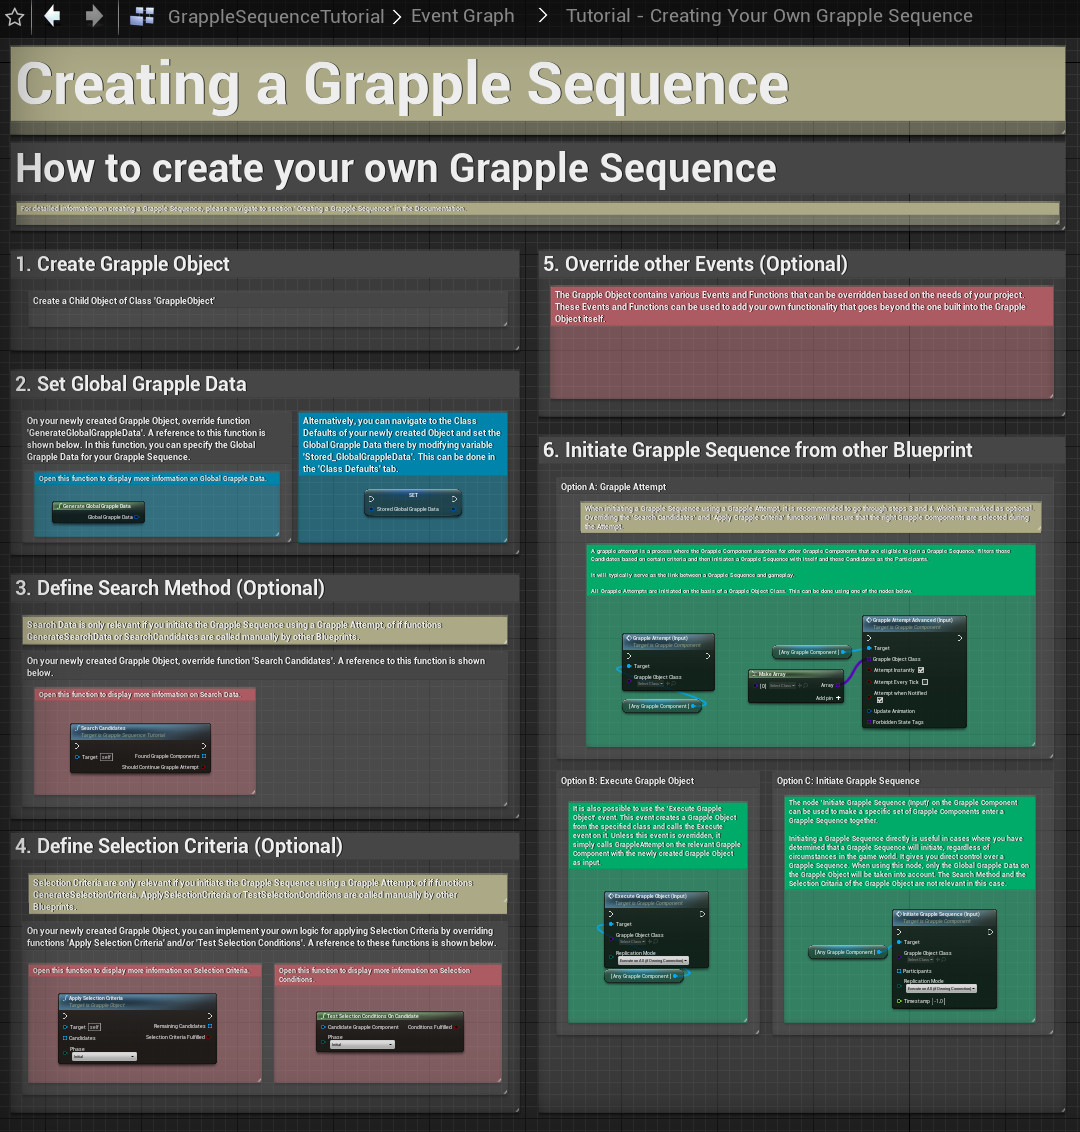 GrappleSequenceTutorial > Event Graph > Tutorial - Creating Your Own Grapple Sequence
Creating a Grapple Sequence
How to create your own Grapple Sequence
For detailed information on creating a Grapple Sequence, please navigate to section 'Creating a Grapple Sequence' in the Documentation.
1. Create Grapple Object
Create a Child Object of Class 'GrappleObject'
2. Set Global Grapple Data
On your newly created Grapple Object, override function
'GenerateGlobalGrappleData'. A reference to this function is
shown below. In this function, you can specify the Global
Grapple Data for your Grapple Sequence.
Open this function to display more information on Global Grapple Data.
Generate Global Grapple Data
Global Grapple Data
Alternatively, you can navigate to the Class
Defaults of your newly created Object and set the
Global Grapple Data there by modifying variable
'Stored_GlobalGrappleData'. This can be done in
the 'Class Defaults' tab.
SET
Stored Global Grapple Data
3. Define Search Method (Optional)
Search Data is only relevant if you initiate the Grapple Sequence using a Grapple Attempt, of if functions
GenerateSearchData or SearchCandidates are called manually by other Blueprints.
On your newly created Grapple Object, override function 'Search Candidates'. A reference to this function is shown
below.
Open this function to display more information on Search Data.
Search Candidates
Target is Grapple Sequence Tutorial
Target self
Found Grapple Components
Should Continue Grapple Attempt
4. Define Selection Criteria (Optional)
Selection Criteria are only relevant if you initiate the Grapple Sequence using a Grapple Attempt, of if functions
GenerateSelectionCriteria, ApplySelectionCriteria or TestSelectionConditions are called manually by other
Blueprints.
On your newly created Grapple Object, you can implement your own logic for applying Selection Criteria by overriding
functions 'Apply Selection Criteria' and/or 'Test Selection Conditions'. A reference to these functions is shown below.
Open this function to display more information on Selection Criteria.
Apply Selection Criteria
Target is Grapple Object
Target self
Remaining Candidates
Candidates
Selection Criteria Fulfilled
Phase
Initial
Open this function to display more information on Selection
Conditions.
Test Selection Conditions On Candidate
Candidate Grapple Component
Conditions Fulfilled
Phase
Initial
5. Override other Events (Optional)
The Grapple Object contains various Events and Functions that can be overridden based on the needs of your project.
These Events and Functions can be used to add your own functionality that goes beyond the one built into the Grapple
Object itself.
6. Initiate Grapple Sequence from other Blueprint
Option A: Grapple Attempt
When initiating a Grapple Sequence using a Grapple Attempt, it is recommended to go through steps 3 and 4, which are marked as optional.
Overriding the 'Search Candidates' and 'Apply Grapple Criteria' functions will ensure that the right Grapple Components are selected during
the Attempt.
A grapple attempt is a process where the Grapple Component searches for other Grapple Components that are eligible to join a Grapple Sequence, filters those
Candidates based on certain criteria and then initiates a Grapple Sequence with itself and these Candidates as the Participants.
It will typically serve as the link between a Grapple Sequence and gameplay.
All Grapple Attempts are initiated on the basis of a Grapple Object Class. This can be done using one of the nodes below.
Grapple Attempt (Input)
Target is Grapple Component
Target
Grapple Object Class
Select Class
[Any Grapple Component]
[Any Grapple Component]
Make Array
[0]
Select Class
Array
Add pin +
Grapple Attempt Advanced (Input)
Target is Grapple Component
Target
Grapple Object Class
Attempt Instantly
Attempt Every Tick
Attempt when Notified
Update Animation
Forbidden State Tags
Option B: Execute Grapple Object
It is also possible to use the 'Execute Grapple
Object' event. This event creates a Grapple Object
from the specified class and calls the Execute
event on it. Unless this event is overridden, it
simply calls GrappleAttempt on the relevant Grapple
Component with the newly created Grapple Object
as input.
Execute Grapple Object (Input)
Target is Grapple Component
Target
Grapple Object Class
Select Class
Replication Mode
Execute on All (if Owning Connection)
[Any Grapple Component]
Option C: Initiate Grapple Sequence
The node 'Initiate Grapple Sequence (Input)' on the Grapple Component
can be used to make a specific set of Grapple Components enter a
Grapple Sequence together.
Initiating a Grapple Sequence directly is useful in cases where you have
determined that a Grapple Sequence will initiate, regardless of
circumstances in the game world. It gives you direct control over a
Grapple Sequence. When using this node, only the Global Grapple Data on
the Grapple Object will be taken into account. The Search Method and the
Selection Critaria of the Grapple Object are not relevant in this case.
[Any Grapple Component]
Initiate Grapple Sequence (Input)
Target is Grapple Component
Target
Grapple Object Class
Select Class
Participants
Replication Mode
Execute on All (if Owning Connection)
Timestamp -1.0